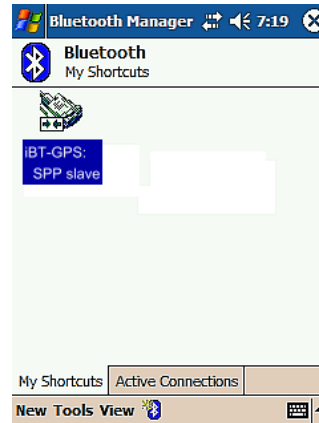 Bluetooth Manager 7:19
Bluetooth
My Shortcuts
iBT-GPS:
SPP slave
My Shortcuts Active Connections
New Tools View